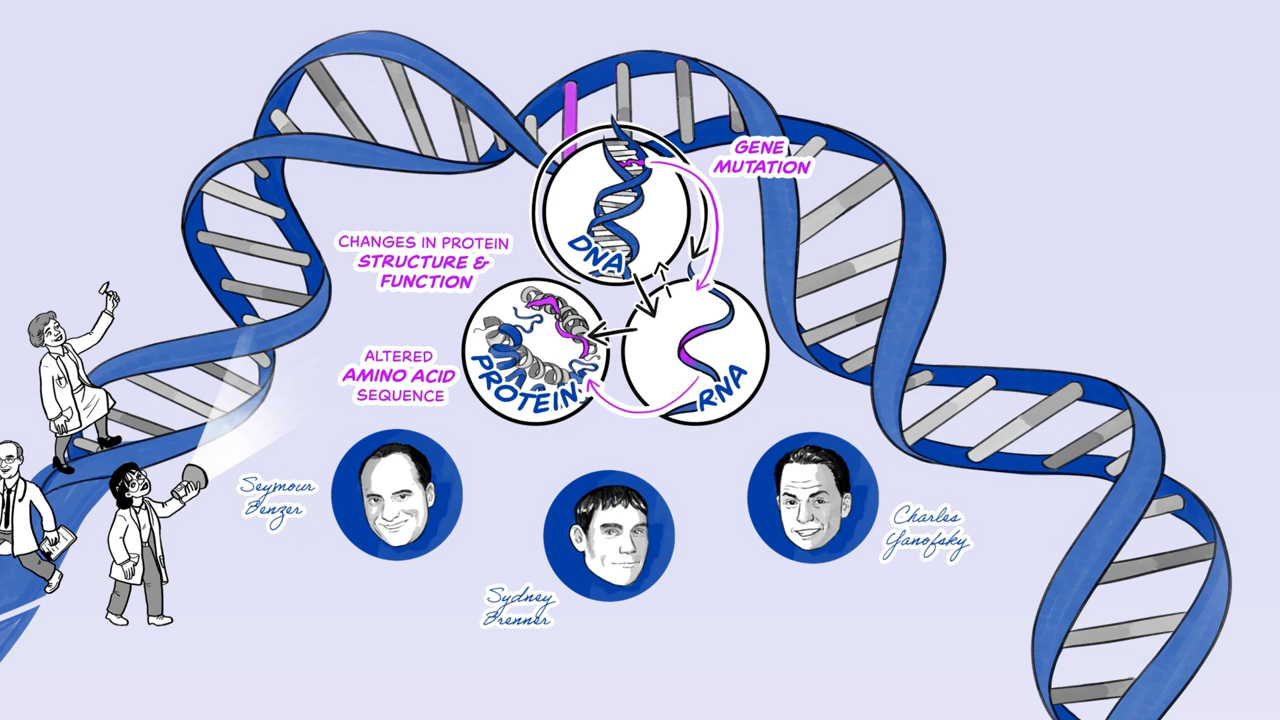 GENE
MUTATION
DNA
CHANGES IN PROTEIN
STRUCTURE &
FUNCTION
PROTEIN
RNA
ALTERED
AMINO ACID
SEQUENCE
Seymour
Benzer
Sydney
Brenner
Charles
Yanofsky